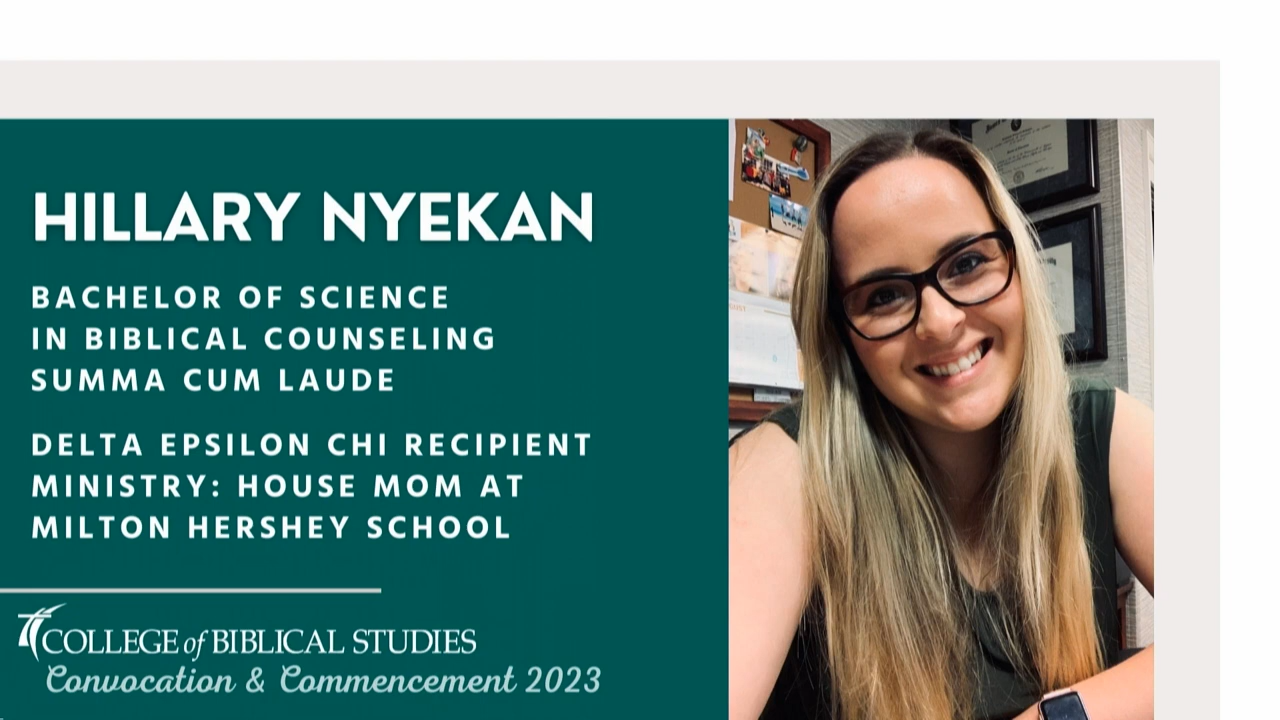 HILLARY NYEKAN
BACHELOR OF SCIENCE
IN BIBLICAL COUNSELING
SUMMA CUM LAUDE
DELTA EPSILON CHI RECIPIENT
MINISTRY: HOUSE MOM AT
MILTON HERSHEY SCHOOL
COLLEGE of BIBLICAL STUDIES
Convocation & Commencement 2023